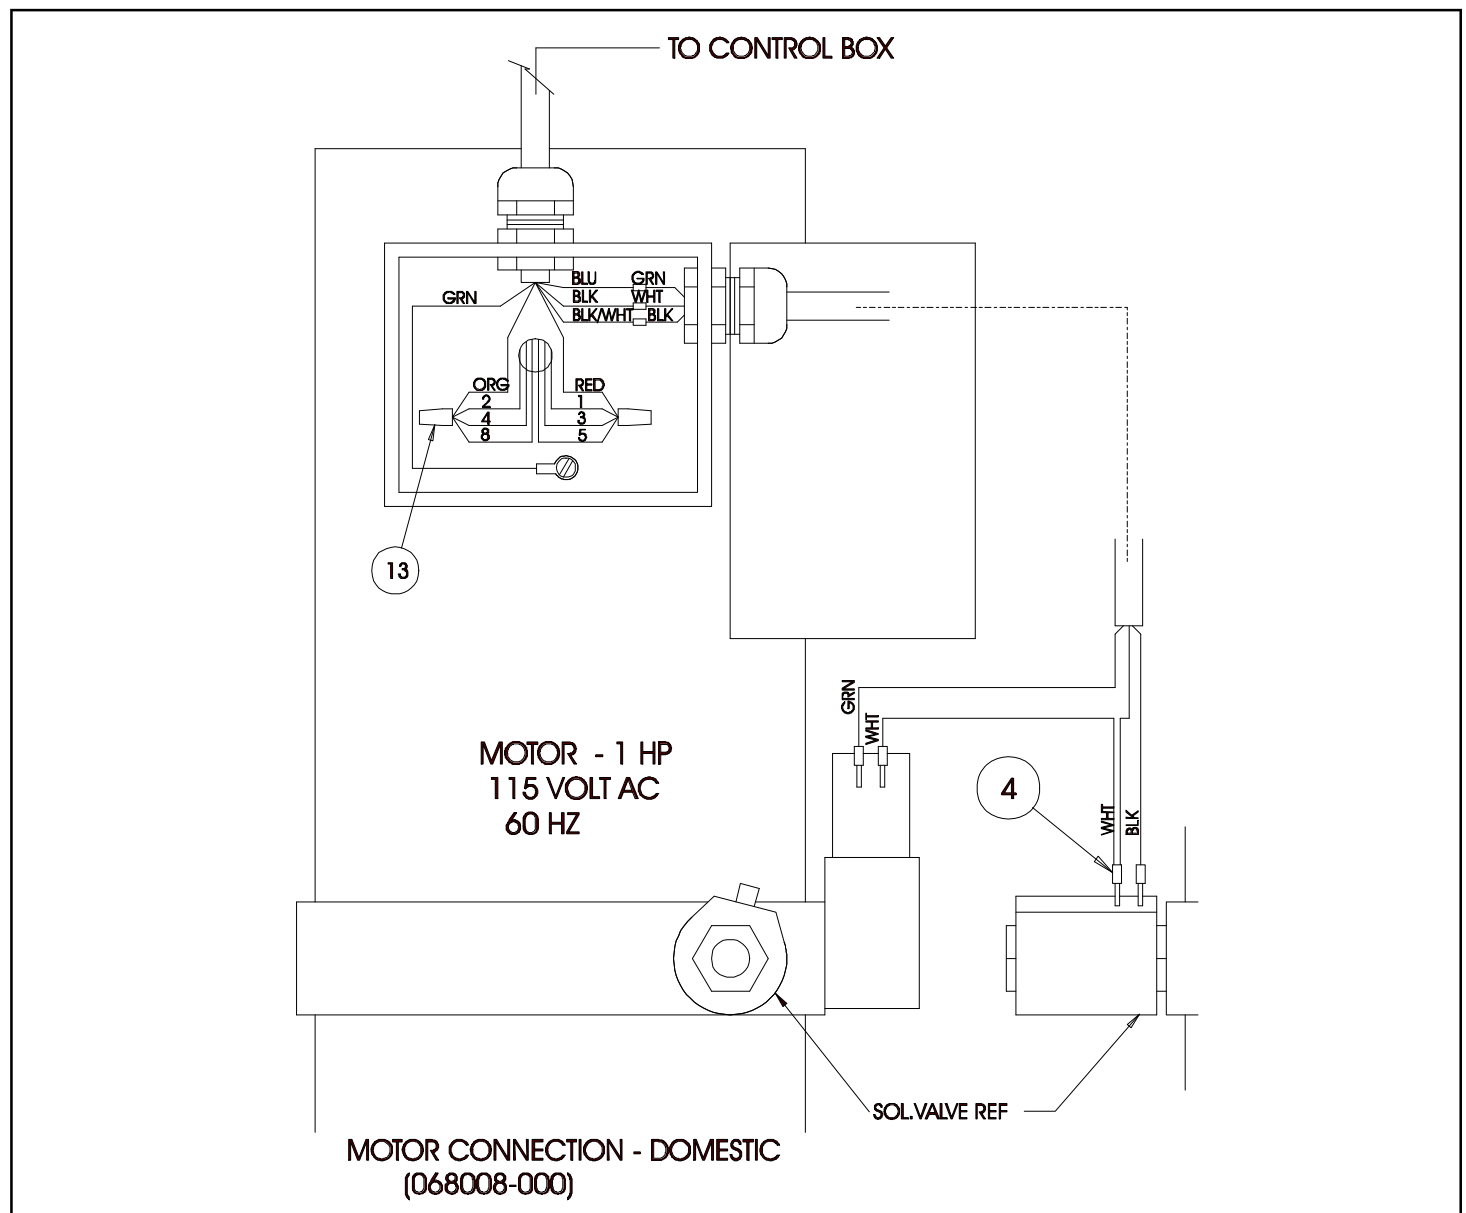 TO CONTROL BOX
BLU GRN
GRN BLK WHT
BLK/WHT BLK
ORG RED
2 1
4 3
8 5
13
GRN
WHT
MOTOR - 1 HP
115 VOLT AC
60 HZ
4
WHT
BLK
SOL.VALVE REF
MOTOR CONNECTION - DOMESTIC
(068008-000)